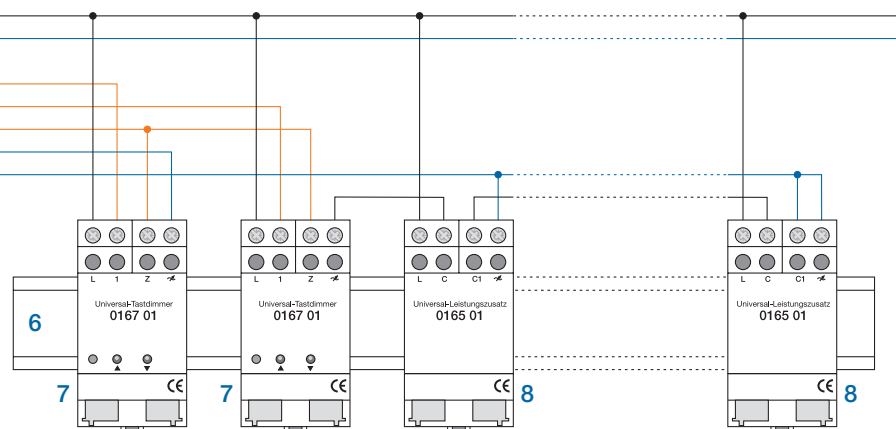 L 1 Z
L 1 Z
L C C1
L C C1
Universal-Tastdimmer
0167 01
Universal-Tastdimmer
0167 01
Universal-Leistungszusatz
0165 01
Universal-Leistungszusatz
0165 01
6
7
CE
7
CE
CE
8
CE
8